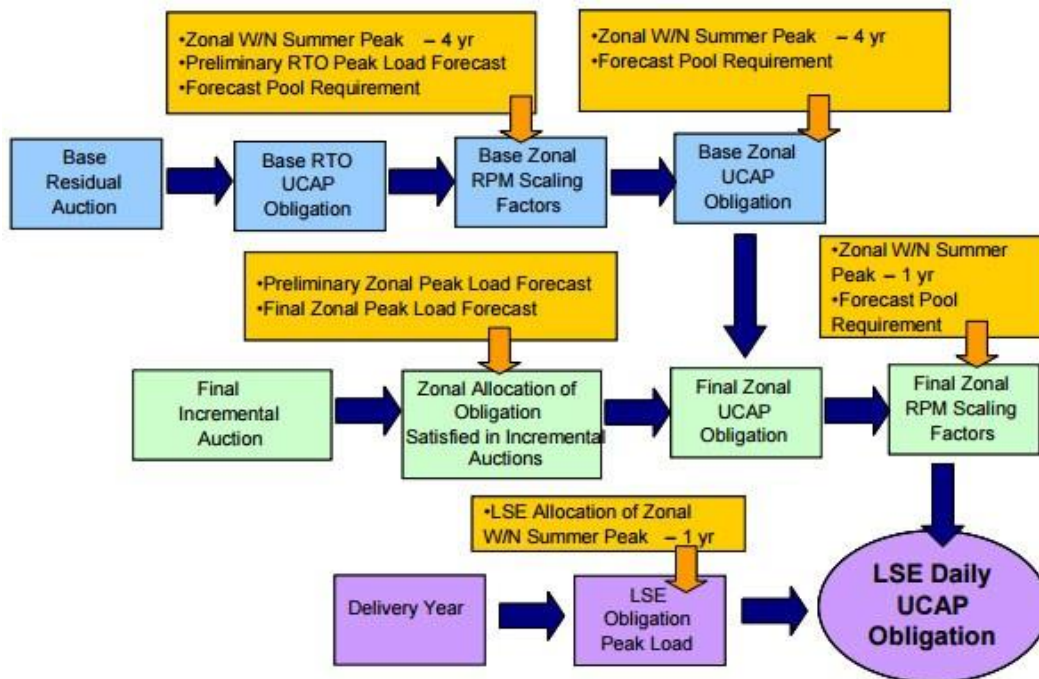 •Zonal W/N Summer Peak – 4 yr
•Preliminary RTO Peak Load Forecast
•Forecast Pool Requirement
•Zonal W/N Summer Peak – 4 yr
•Forecast Pool Requirement
Base
Residual
Auction
Base RTO
UCAP
Obligation
Base Zonal
RPM Scaling
Factors
Base Zonal
UCAP
Obligation
•Preliminary Zonal Peak Load Forecast
•Final Zonal Peak Load Forecast
•Zonal W/N Summer
Peak – 1 yr
•Forecast Pool
Requirement
Final
Incremental
Auction
Zonal Allocation of
Obligation
Satisfied in Incremental
Auctions
Final Zonal
UCAP
Obligation
Final Zonal
RPM Scaling
Factors
•LSE Allocation of Zonal
W/N Summer Peak – 1 yr
Delivery Year
LSE
Obligation
Peak Load
LSE Daily
UCAP
Obligation